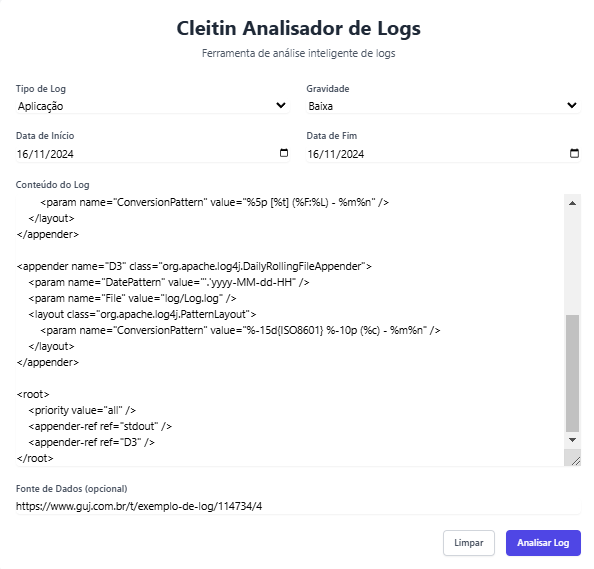 Cleitin Analisador de Logs
Ferramenta de análise inteligente de logs
Tipo de Log
Aplicação
Gravidade
Baixa
Data de Início
16/11/2024
Data de Fim
16/11/2024
Conteúdo do Log
<param name="ConversionPattern" value="%5p [%t] (%F:%L) - %m%n" />
</layout>
</appender>
<appender name="D3" class="org.apache.log4j.DailyRollingFileAppender">
<param name="DatePattern" value="'.'yyyy-MM-dd-HH" />
<param name="File" value="log/Log.log" />
<layout class="org.apache.log4j.PatternLayout">
<param name="ConversionPattern" value="%-15d{ISO8601} %-10p (%c) - %m%n" />
</layout>
</appender>
<root>
<priority value="all" />
<appender-ref ref="stdout" />
<appender-ref ref="D3" />
</root>
Fonte de Dados (opcional)
https://www.guj.com.br/t/exemplo-de-log/114734/4
Limpar
Analisar Log